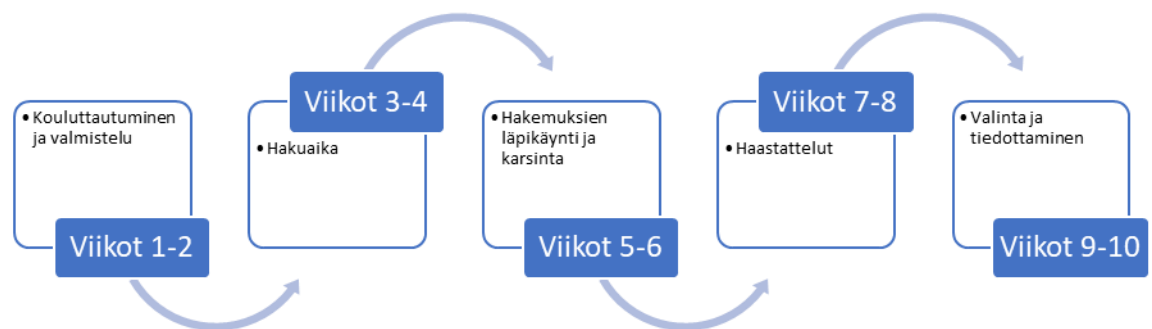 • Kouluttautuminen
ja valmistelu
Viikot 1-2
Viikot 3-4
• Hakuaika
• Hakemuksien
läpikäynti ja
karsinta
Viikot 5-6
Viikot 7-8
• Haastattelut
• Valinta ja
tiedottaminen
Viikot 9-10